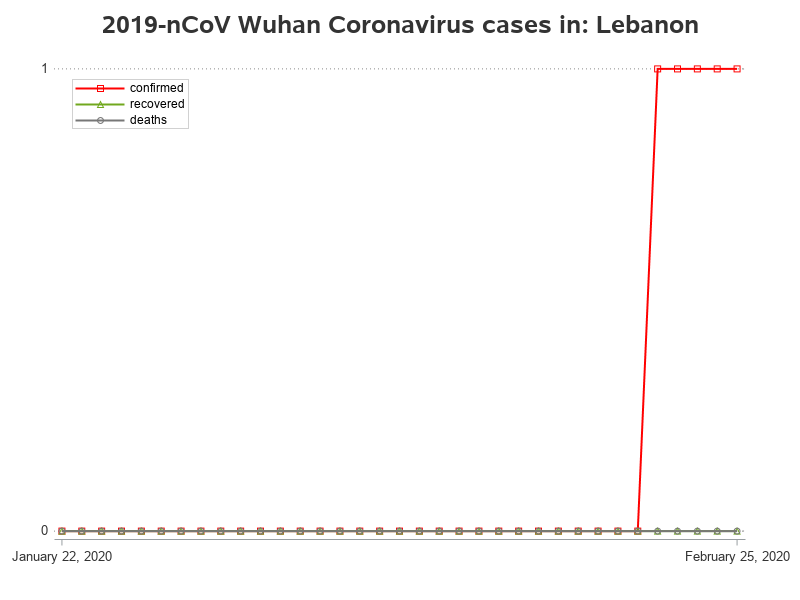 2019-nCoV Wuhan Coronavirus cases in: Lebanon
1
confirmed
recovered
deaths
0
January 22, 2020
February 25, 2020